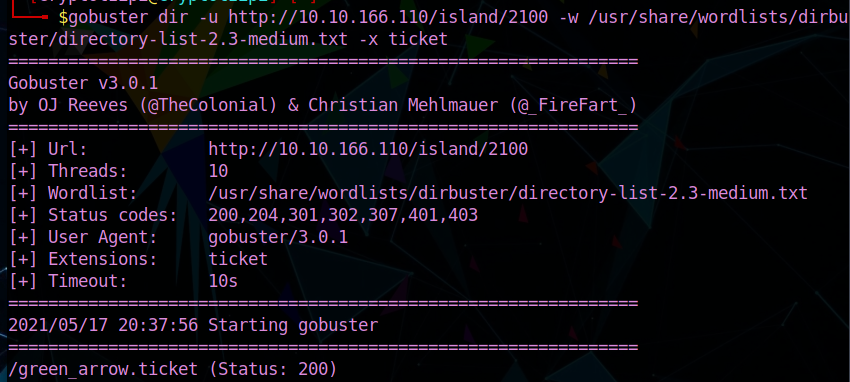 $gobuster dir -u http://10.10.166.110/island/2100 -w /usr/share/wordlists/dirbu
ster/directory-list-2.3-medium.txt -x ticket
===============================================================
Gobuster v3.0.1
by OJ Reeves (@TheColonial) & Christian Mehlmauer (@_FireFart_)
===============================================================
[+] Url:            http://10.10.166.110/island/2100
[+] Threads:        10
[+] Wordlist:       /usr/share/wordlists/dirbuster/directory-list-2.3-medium.txt
[+] Status codes:   200,204,301,302,307,401,403
[+] User Agent:     gobuster/3.0.1
[+] Extensions:     ticket
[+] Timeout:        10s
===============================================================
2021/05/17 20:37:56 Starting gobuster
===============================================================
/green_arrow.ticket (Status: 200)